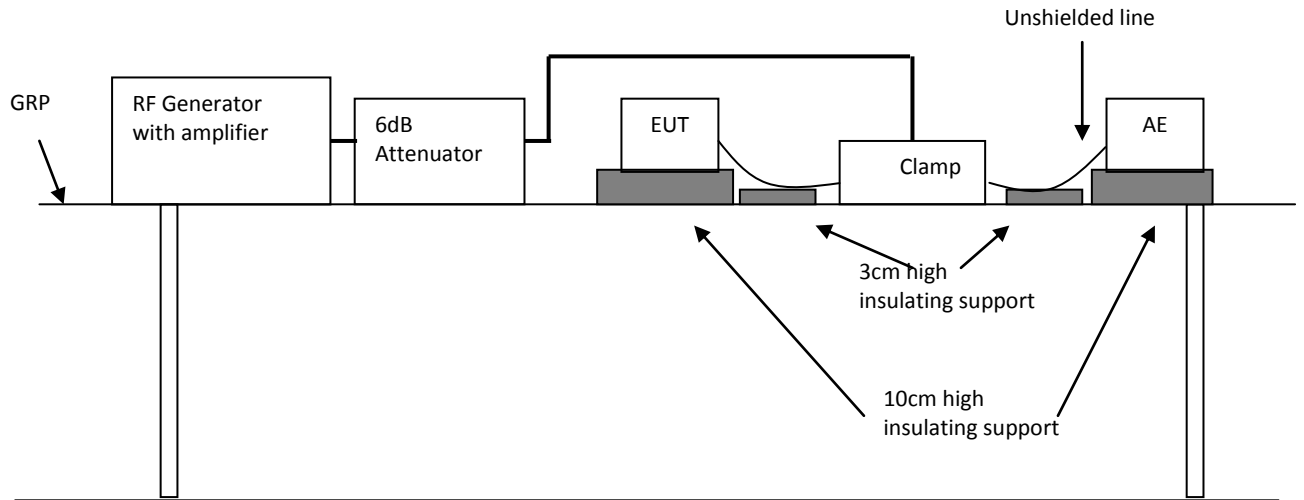 Unshielded line
GRP
RF Generator
with amplifier
6dB
Attenuator
EUT
Clamp
AE
3cm high
insulating support
10cm high
insulating support